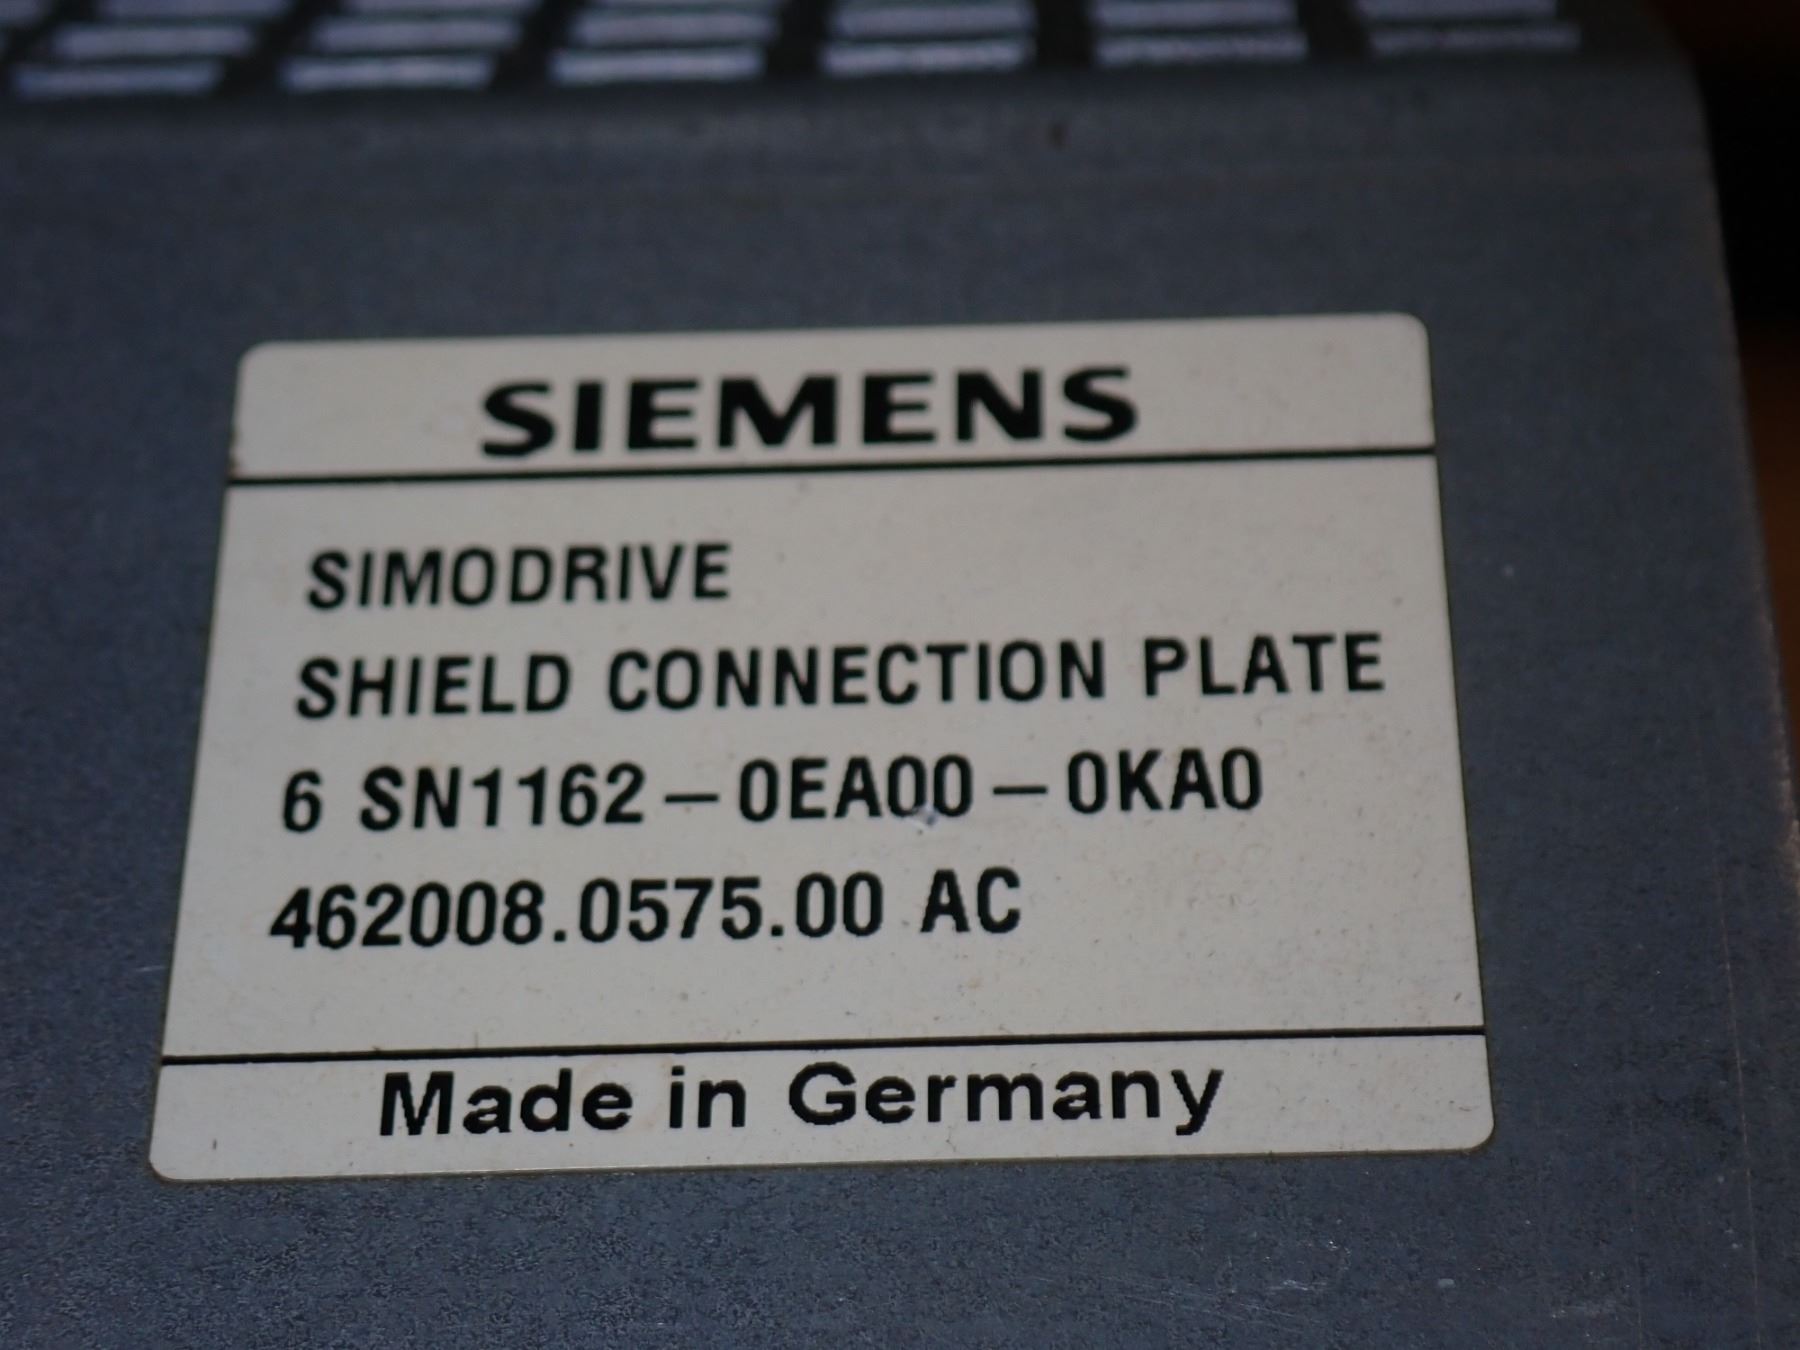 SIEMENS
SIMODRIVE
SHIELD CONNECTION PLATE
6 SN1162-0EA00-0KA0
462008.0575.00 AC
Made in Germany